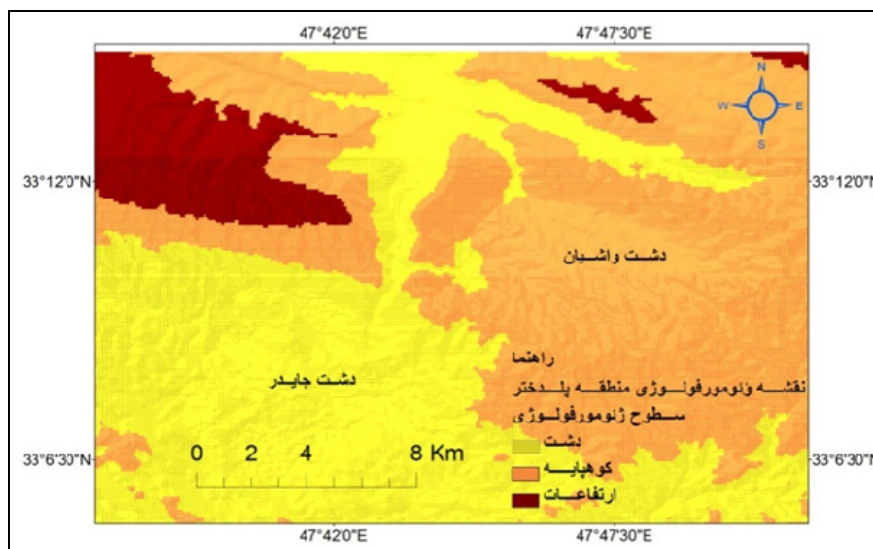 47°42'0"E 47°47'30"E
N
W E
S
33°12'0"N 33°12'0"N
دشت واشیان
دشت جایدر
راهنما
نقشه وئومورفولوژی منطقه پلدختر
سطوح ژئومورفولوژی
دشت
کوهپایه
ارتفاعات
0 2 4 8 Km
33°6'30"N 33°6'30"N
47°42'0"E 47°47'30"E